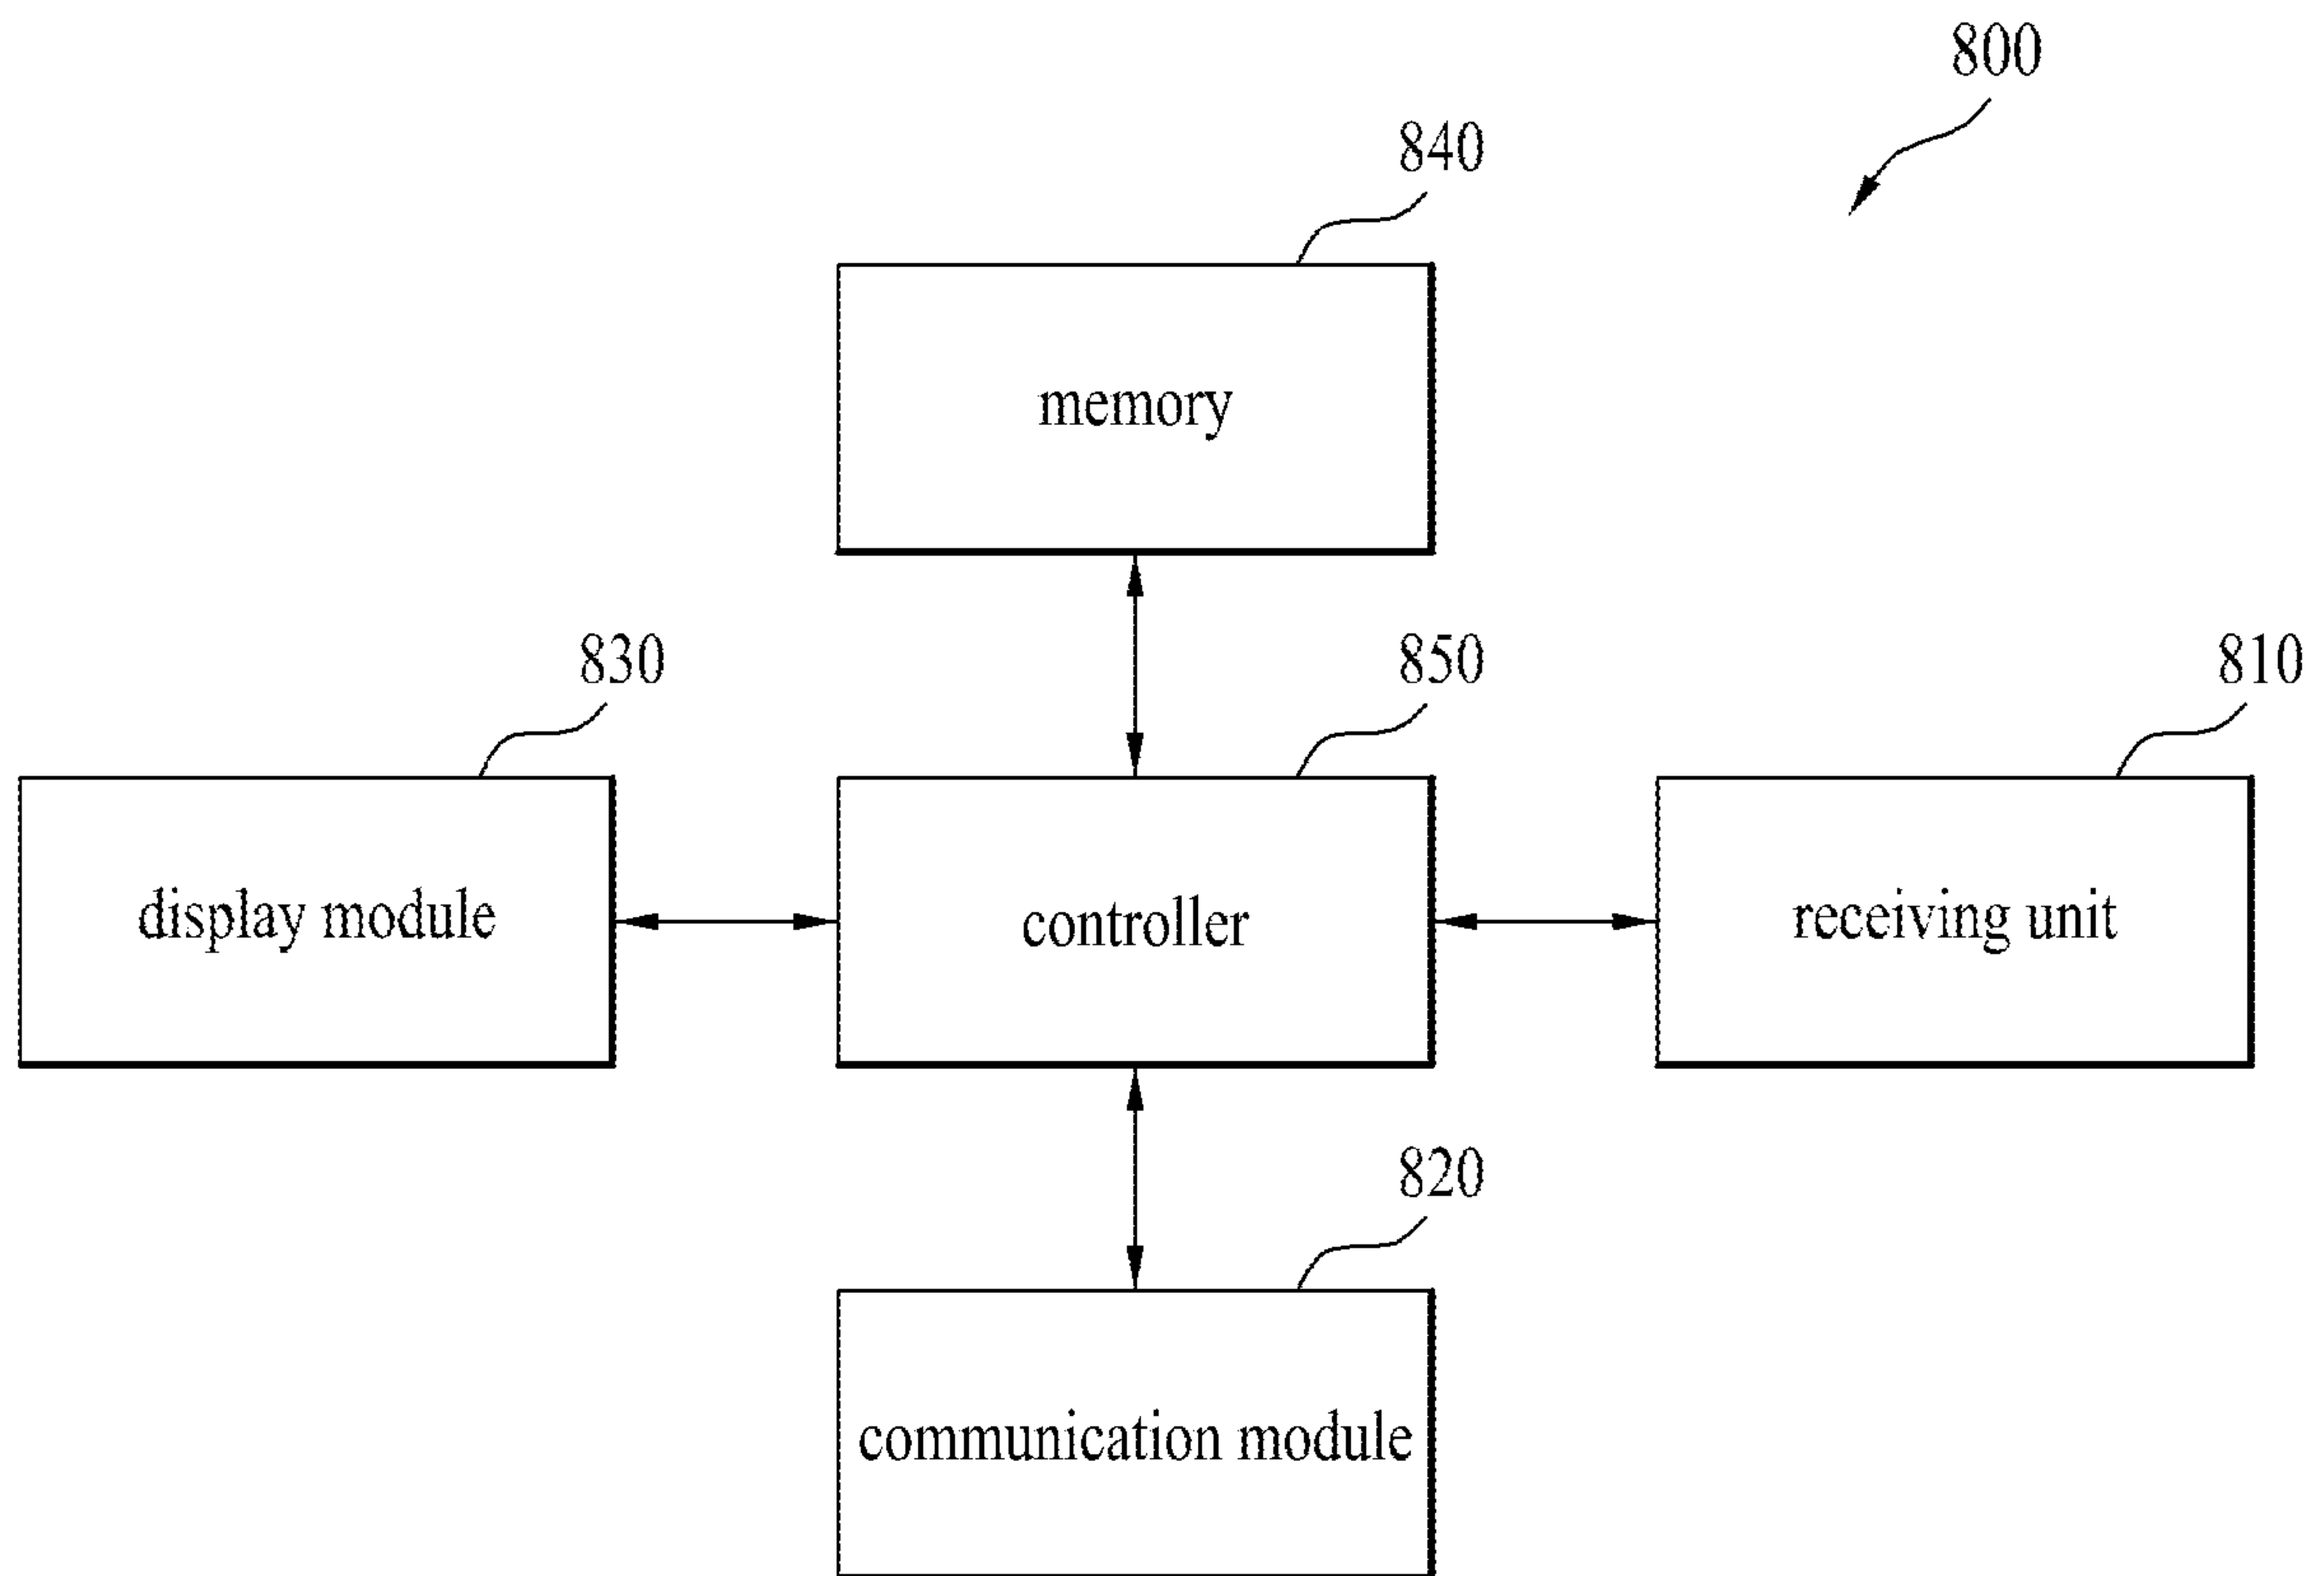 800
840
memory
830
850
810
display module
controller
receiving unit
820
communication module